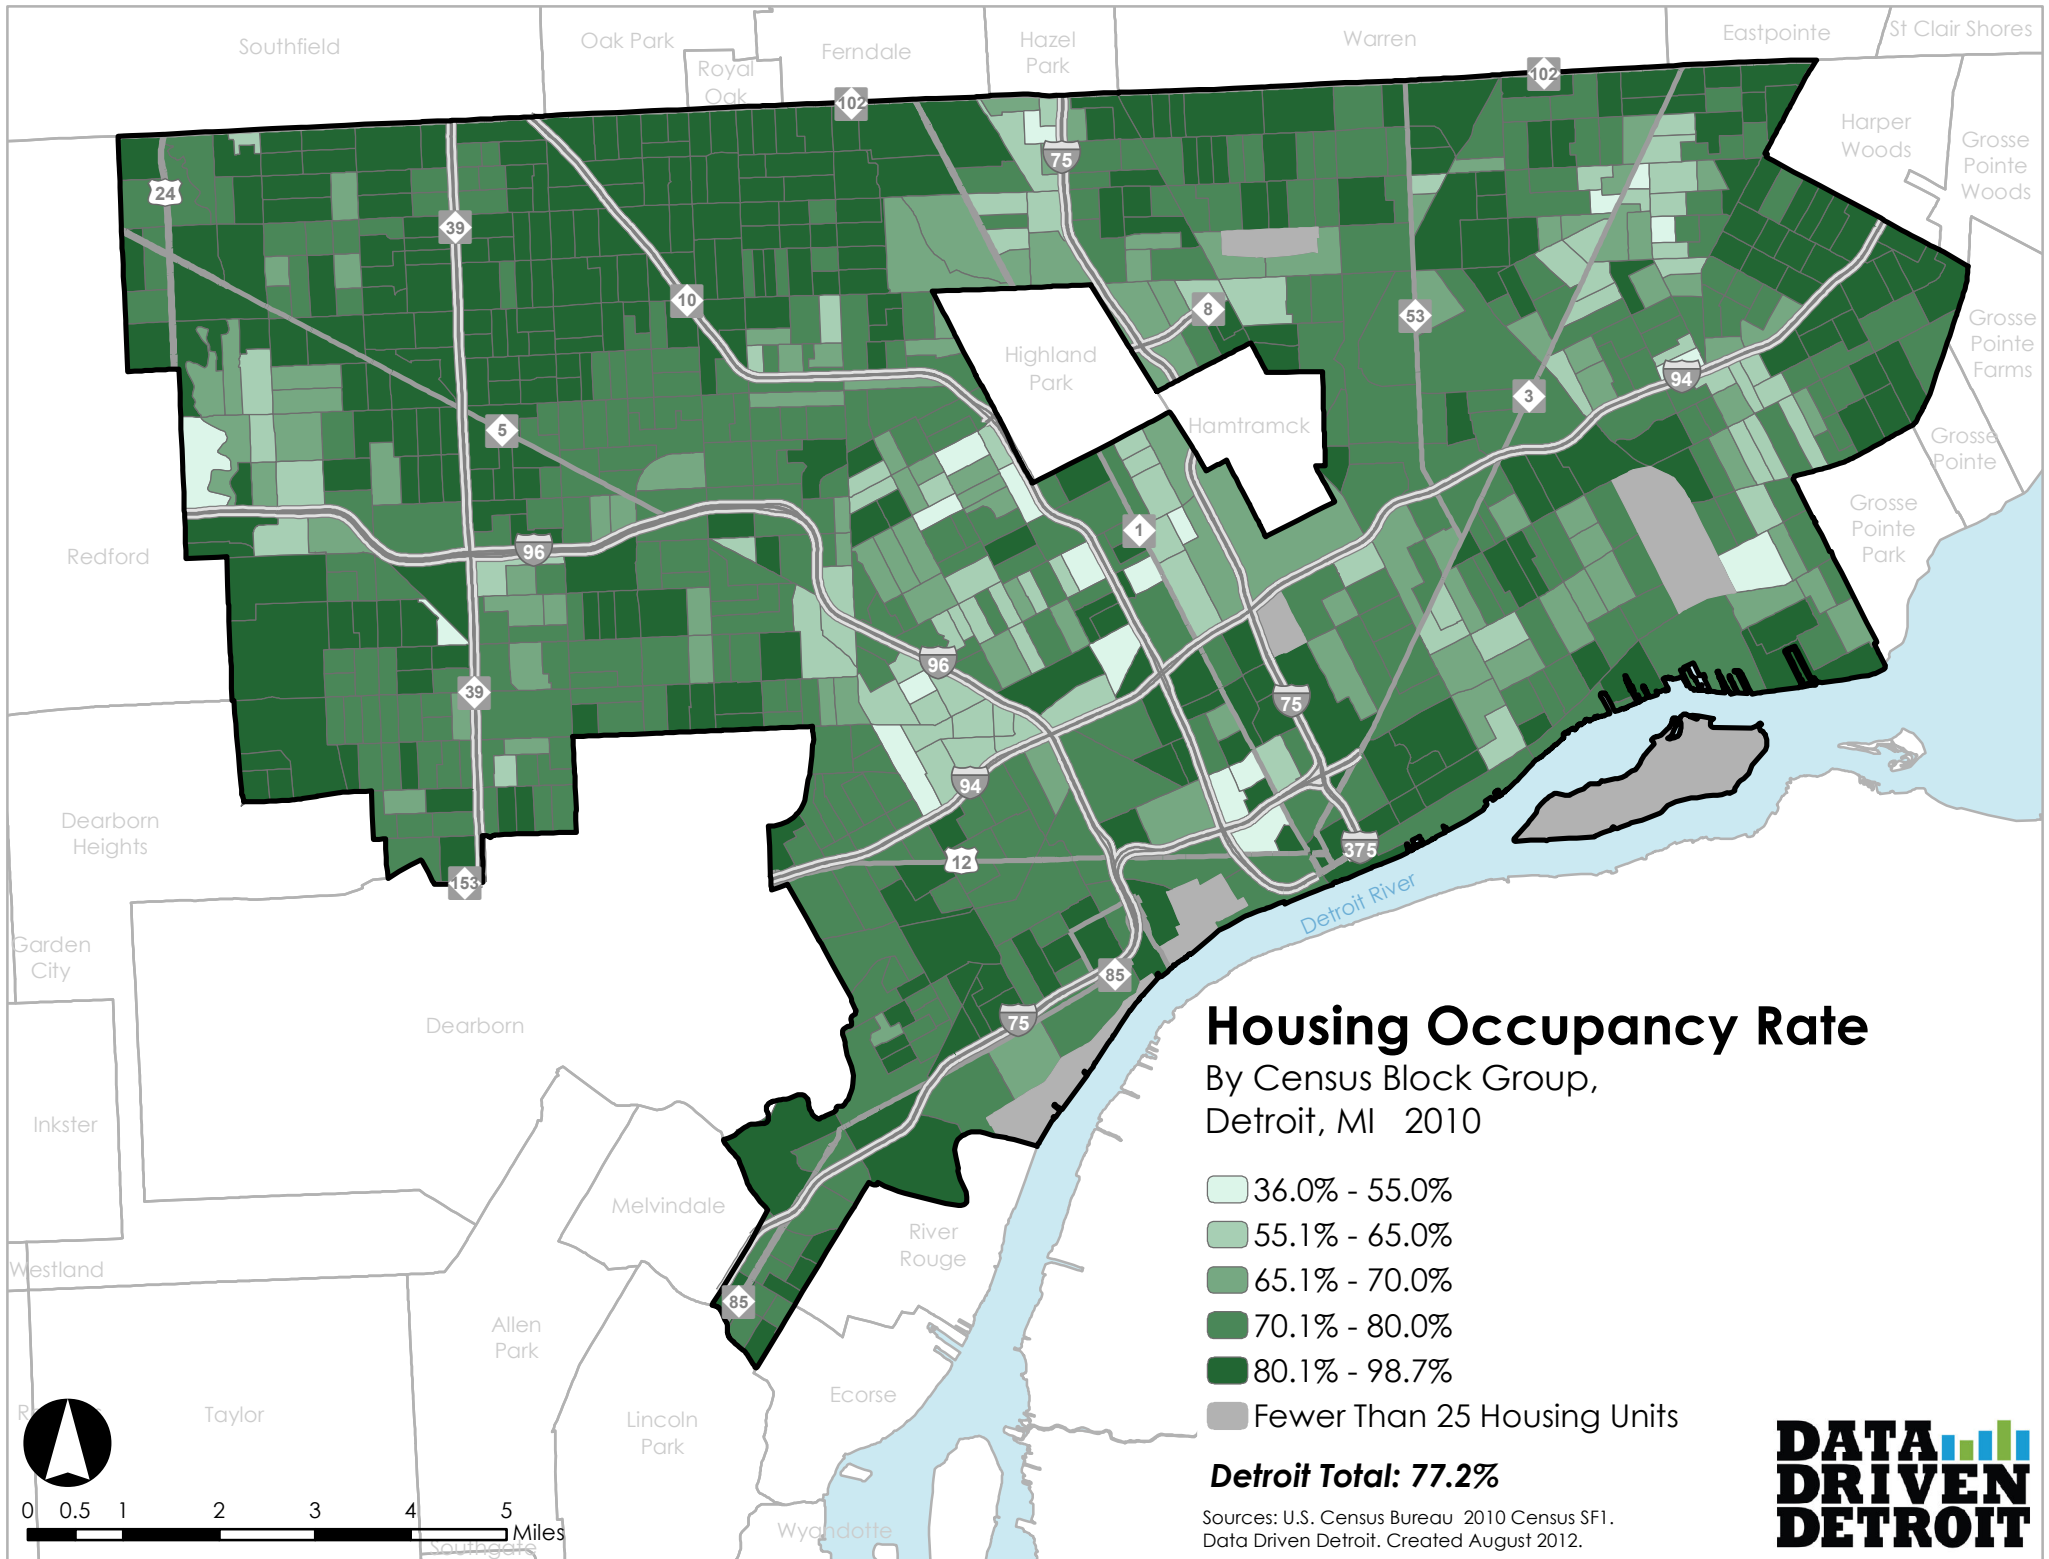 Southfield
Oak Park
Royal
Oak
Ferndale
Hazel
Park
Warren
Eastpointe
St Clair Shores
Harper
Woods
Grosse
Pointe
Woods
Grosse
Pointe
Farms
Grosse
Pointe
Grosse
Pointe
Park
Highland
Park
Hamtramck
Redford
Dearborn
Heights
Garden
City
Dearborn
Inkster
Westland
Melvindale
River
Rouge
Allen
Park
Taylor
Lincoln
Park
Ecorse
Wyandotte
Southgate
Detroit River
102
102
24
39
10
75
8
53
3
94
5
96
1
39
96
75
94
12
375
153
85
75
85
Housing Occupancy Rate
By Census Block Group,
Detroit, MI 2010
36.0% - 55.0%
55.1% - 65.0%
65.1% - 70.0%
70.1% - 80.0%
80.1% - 98.7%
Fewer Than 25 Housing Units
Detroit Total: 77.2%
Sources: U.S. Census Bureau 2010 Census SF1.
Data Driven Detroit. Created August 2012.
0 0.5 1 2 3 4 5
Miles
DATA
DRIVEN
DETROIT